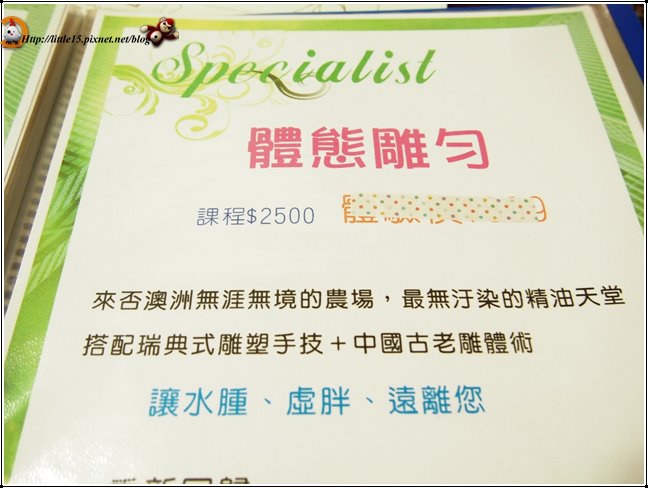 Http://little15.pixnet.net/blog
Specialist
體態雕勻
課程$2500
來否澳洲無涯無境的農場，最無汙染的精油天堂
搭配瑞典式雕塑手技＋中國古老雕體術
讓水腫、虛胖、遠離您